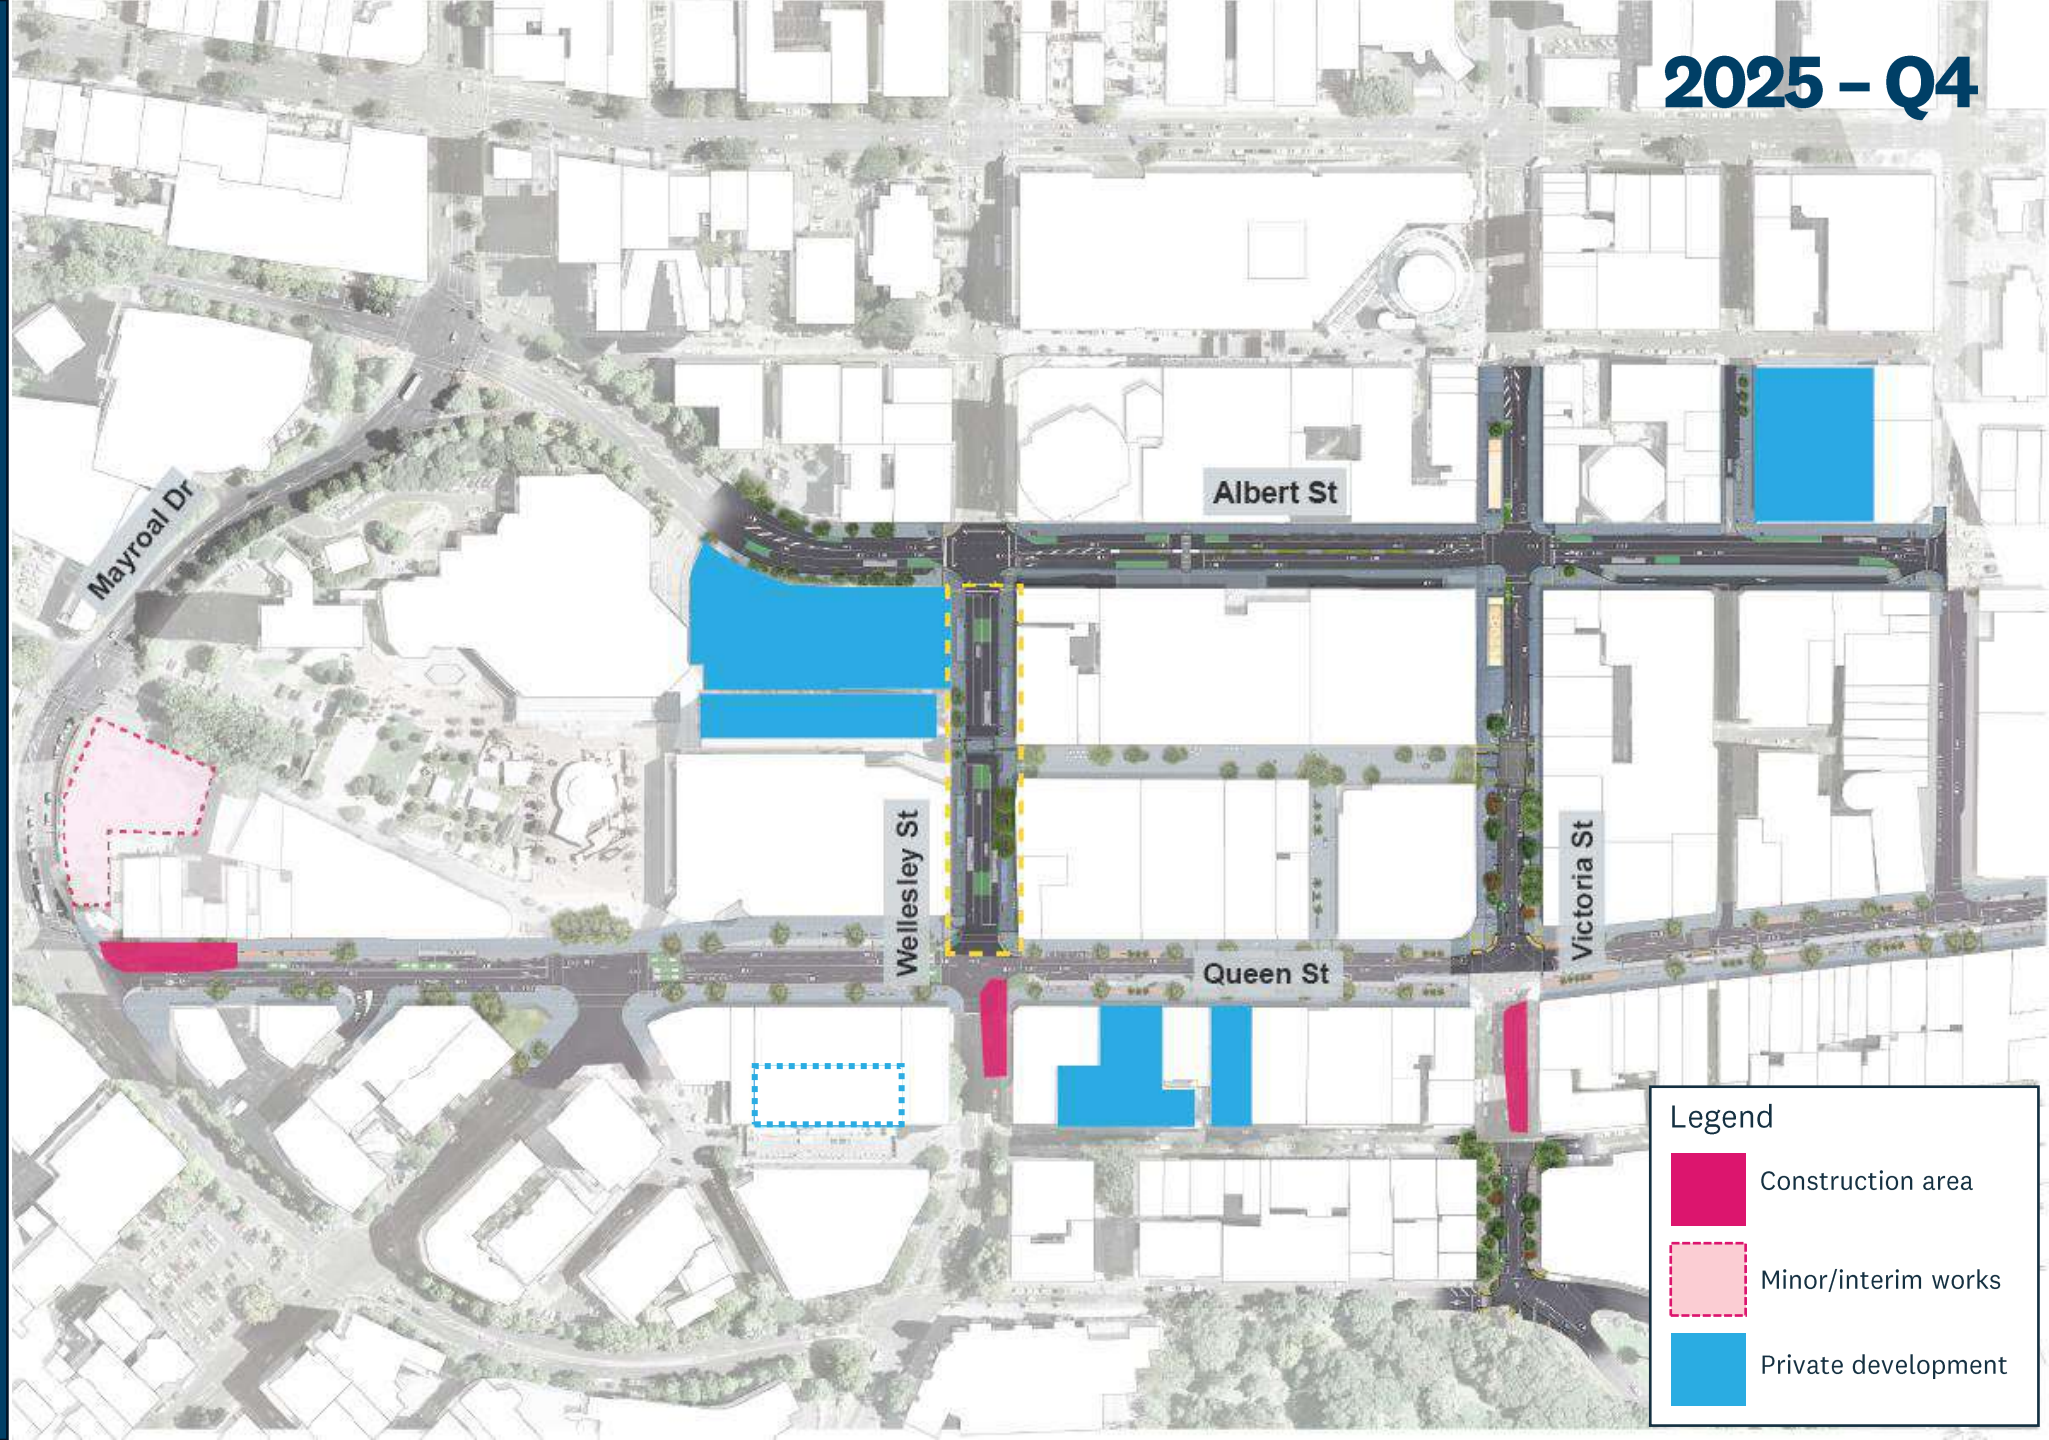 2025 – Q4
Albert St
Mayroal Dr
Wellesley St
Victoria St
Queen St
Legend
Construction area
Minor/interim works
Private development